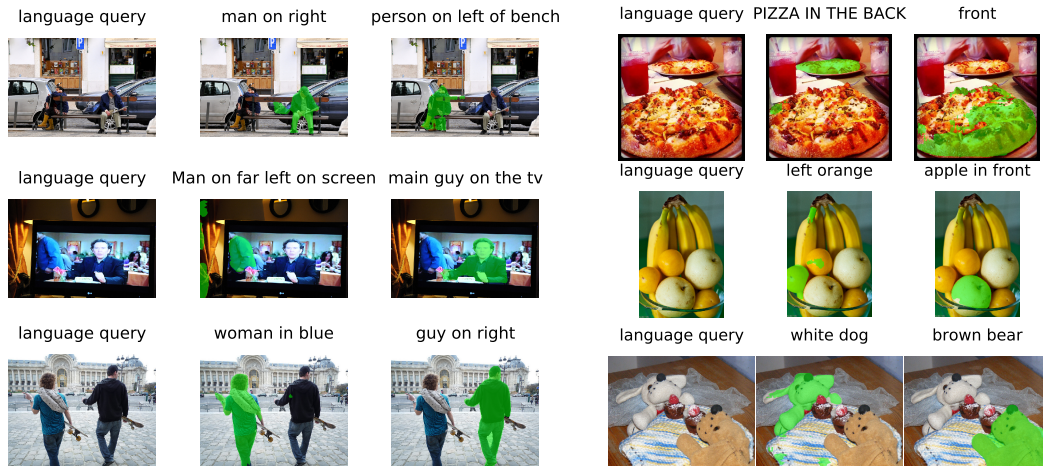 language query
man on right
person on left of bench
language query
Man on far left on screen
main guy on the tv
language query
woman in blue
guy on right
language query
PIZZA IN THE BACK
front
language query
left orange
apple in front
language query
white dog
brown bear